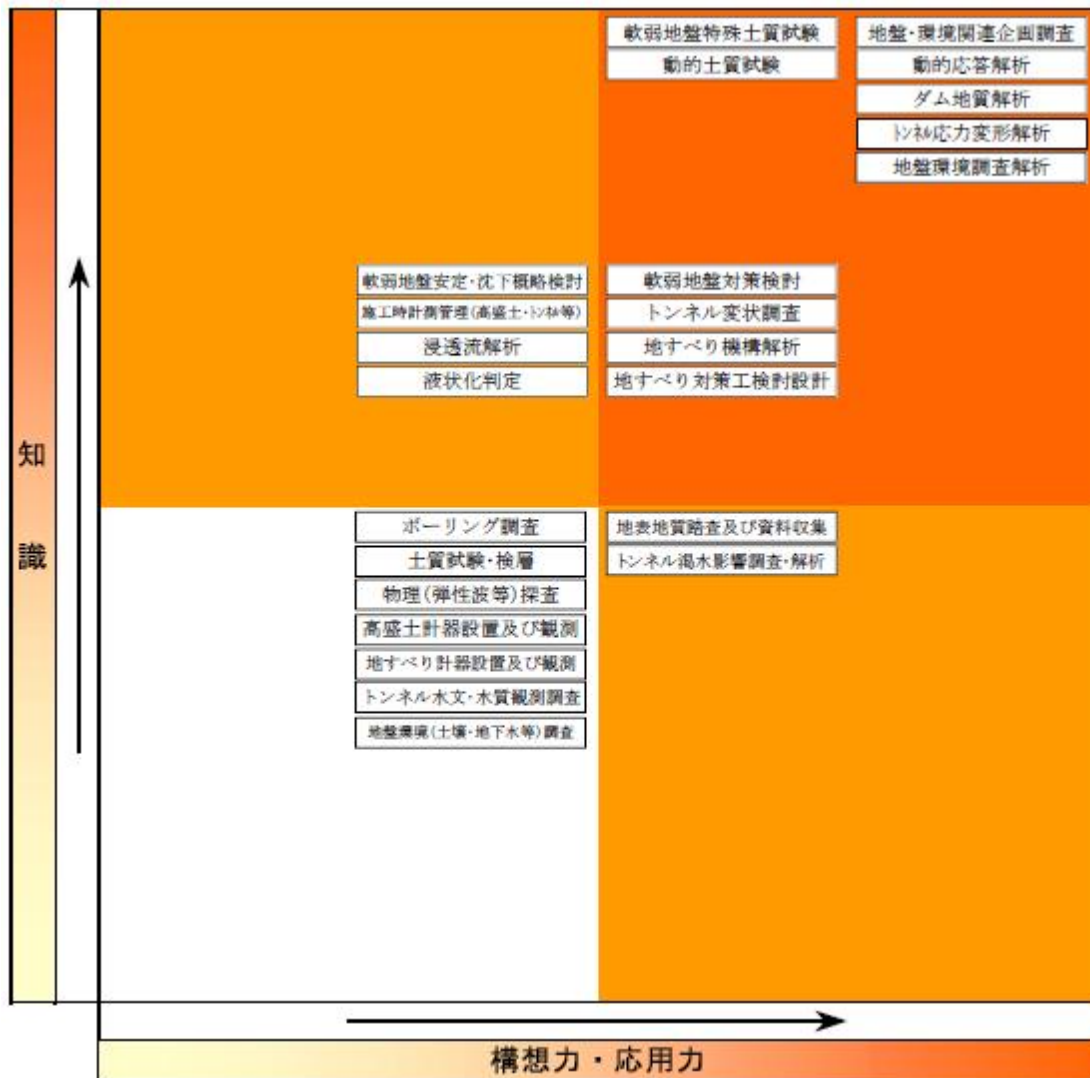 軟弱地盤特殊土質試験
地盤・環境関連企画調査
動的土質試験
動的応答解析
ダム地質解析
ﾄﾝﾈﾙ応力変形解析
地盤環境調査解析
軟弱地盤安定・沈下概略検討
軟弱地盤対策検討
施工時計測管理(高盛土・ﾄﾝﾈﾙ等)
トンネル変状調査
浸透流解析
地すべり機構解析
液状化判定
地すべり対策工検討設計
知識
ボーリング調査
地表地質踏査及び資料収集
土質試験・検層
トンネル渇水影響調査・解析
物理(弾性波等)探査
高盛土計器設置及び観測
地すべり計器設置及び観測
トンネル水文・水質観測調査
地盤環境(土壌・地下水等)調査
構想力・応用力